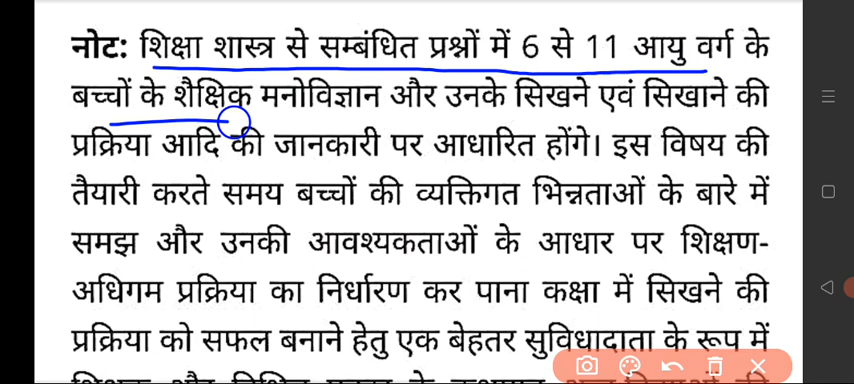 नोट: शिक्षा शास्त्र से सम्बंधित प्रश्नों में 6 से 11 आयु वर्ग के
बच्चों के शैक्षिक मनोविज्ञान और उनके सिखने एवं सिखाने की
प्रक्रिया आदि की जानकारी पर आधारित होंगे। इस विषय की
तैयारी करते समय बच्चों की व्यक्तिगत भिन्नताओं के बारे में
समझ और उनकी आवश्यकताओं के आधार पर शिक्षण-
अधिगम प्रक्रिया का निर्धारण कर पाना कक्षा में सिखने की
प्रक्रिया को सफल बनाने हेतु एक बेहतर सुविधादाता के रूप में